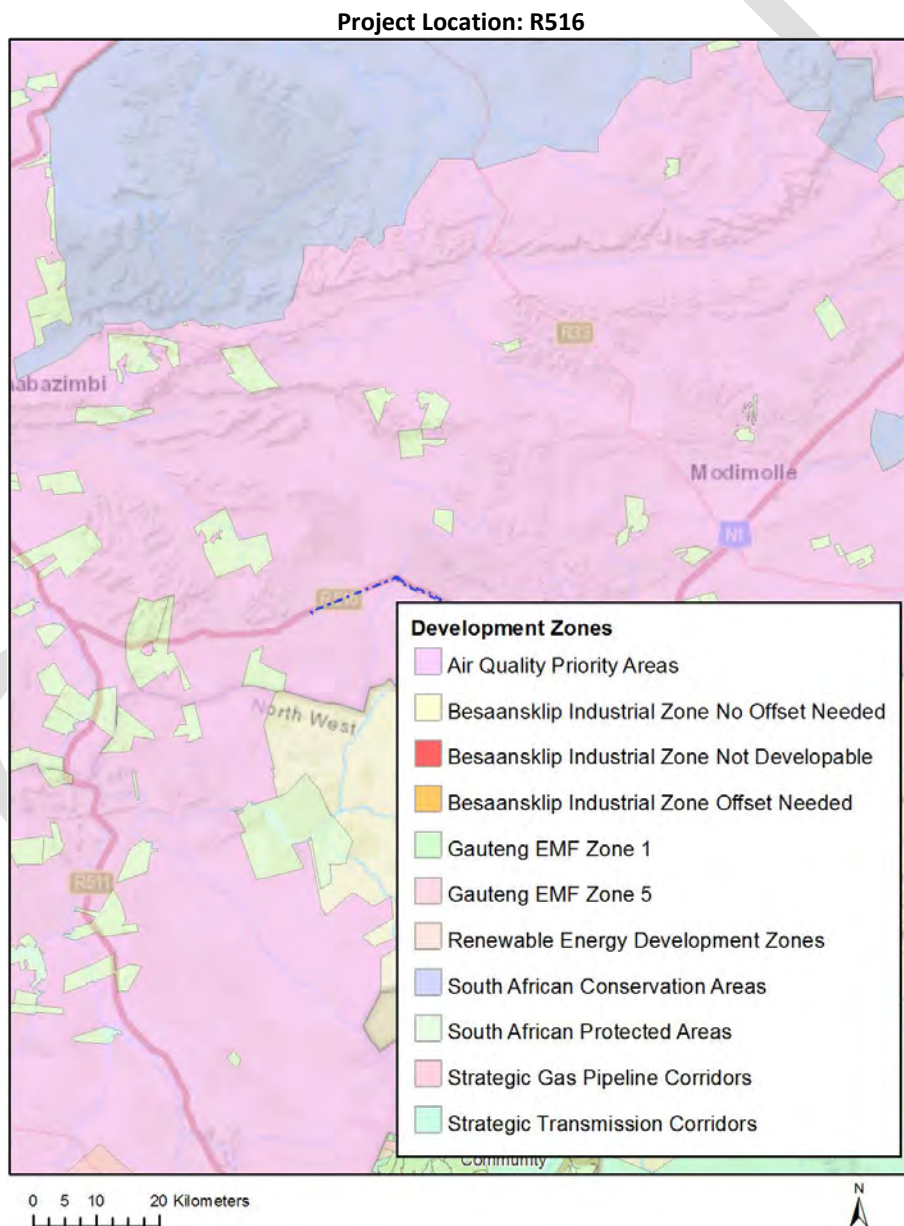 Project Location: R516
abazimbi
R33
Modimolle
N1
North West
R511
Development Zones
Air Quality Priority Areas
Besaansklip Industrial Zone No Offset Needed
Besaansklip Industrial Zone Not Developable
Besaansklip Industrial Zone Offset Needed
Gauteng EMF Zone 1
Gauteng EMF Zone 5
Renewable Energy Development Zones
South African Conservation Areas
South African Protected Areas
Strategic Gas Pipeline Corridors
Strategic Transmission Corridors
Community
0 5 10 20 Kilometers
N